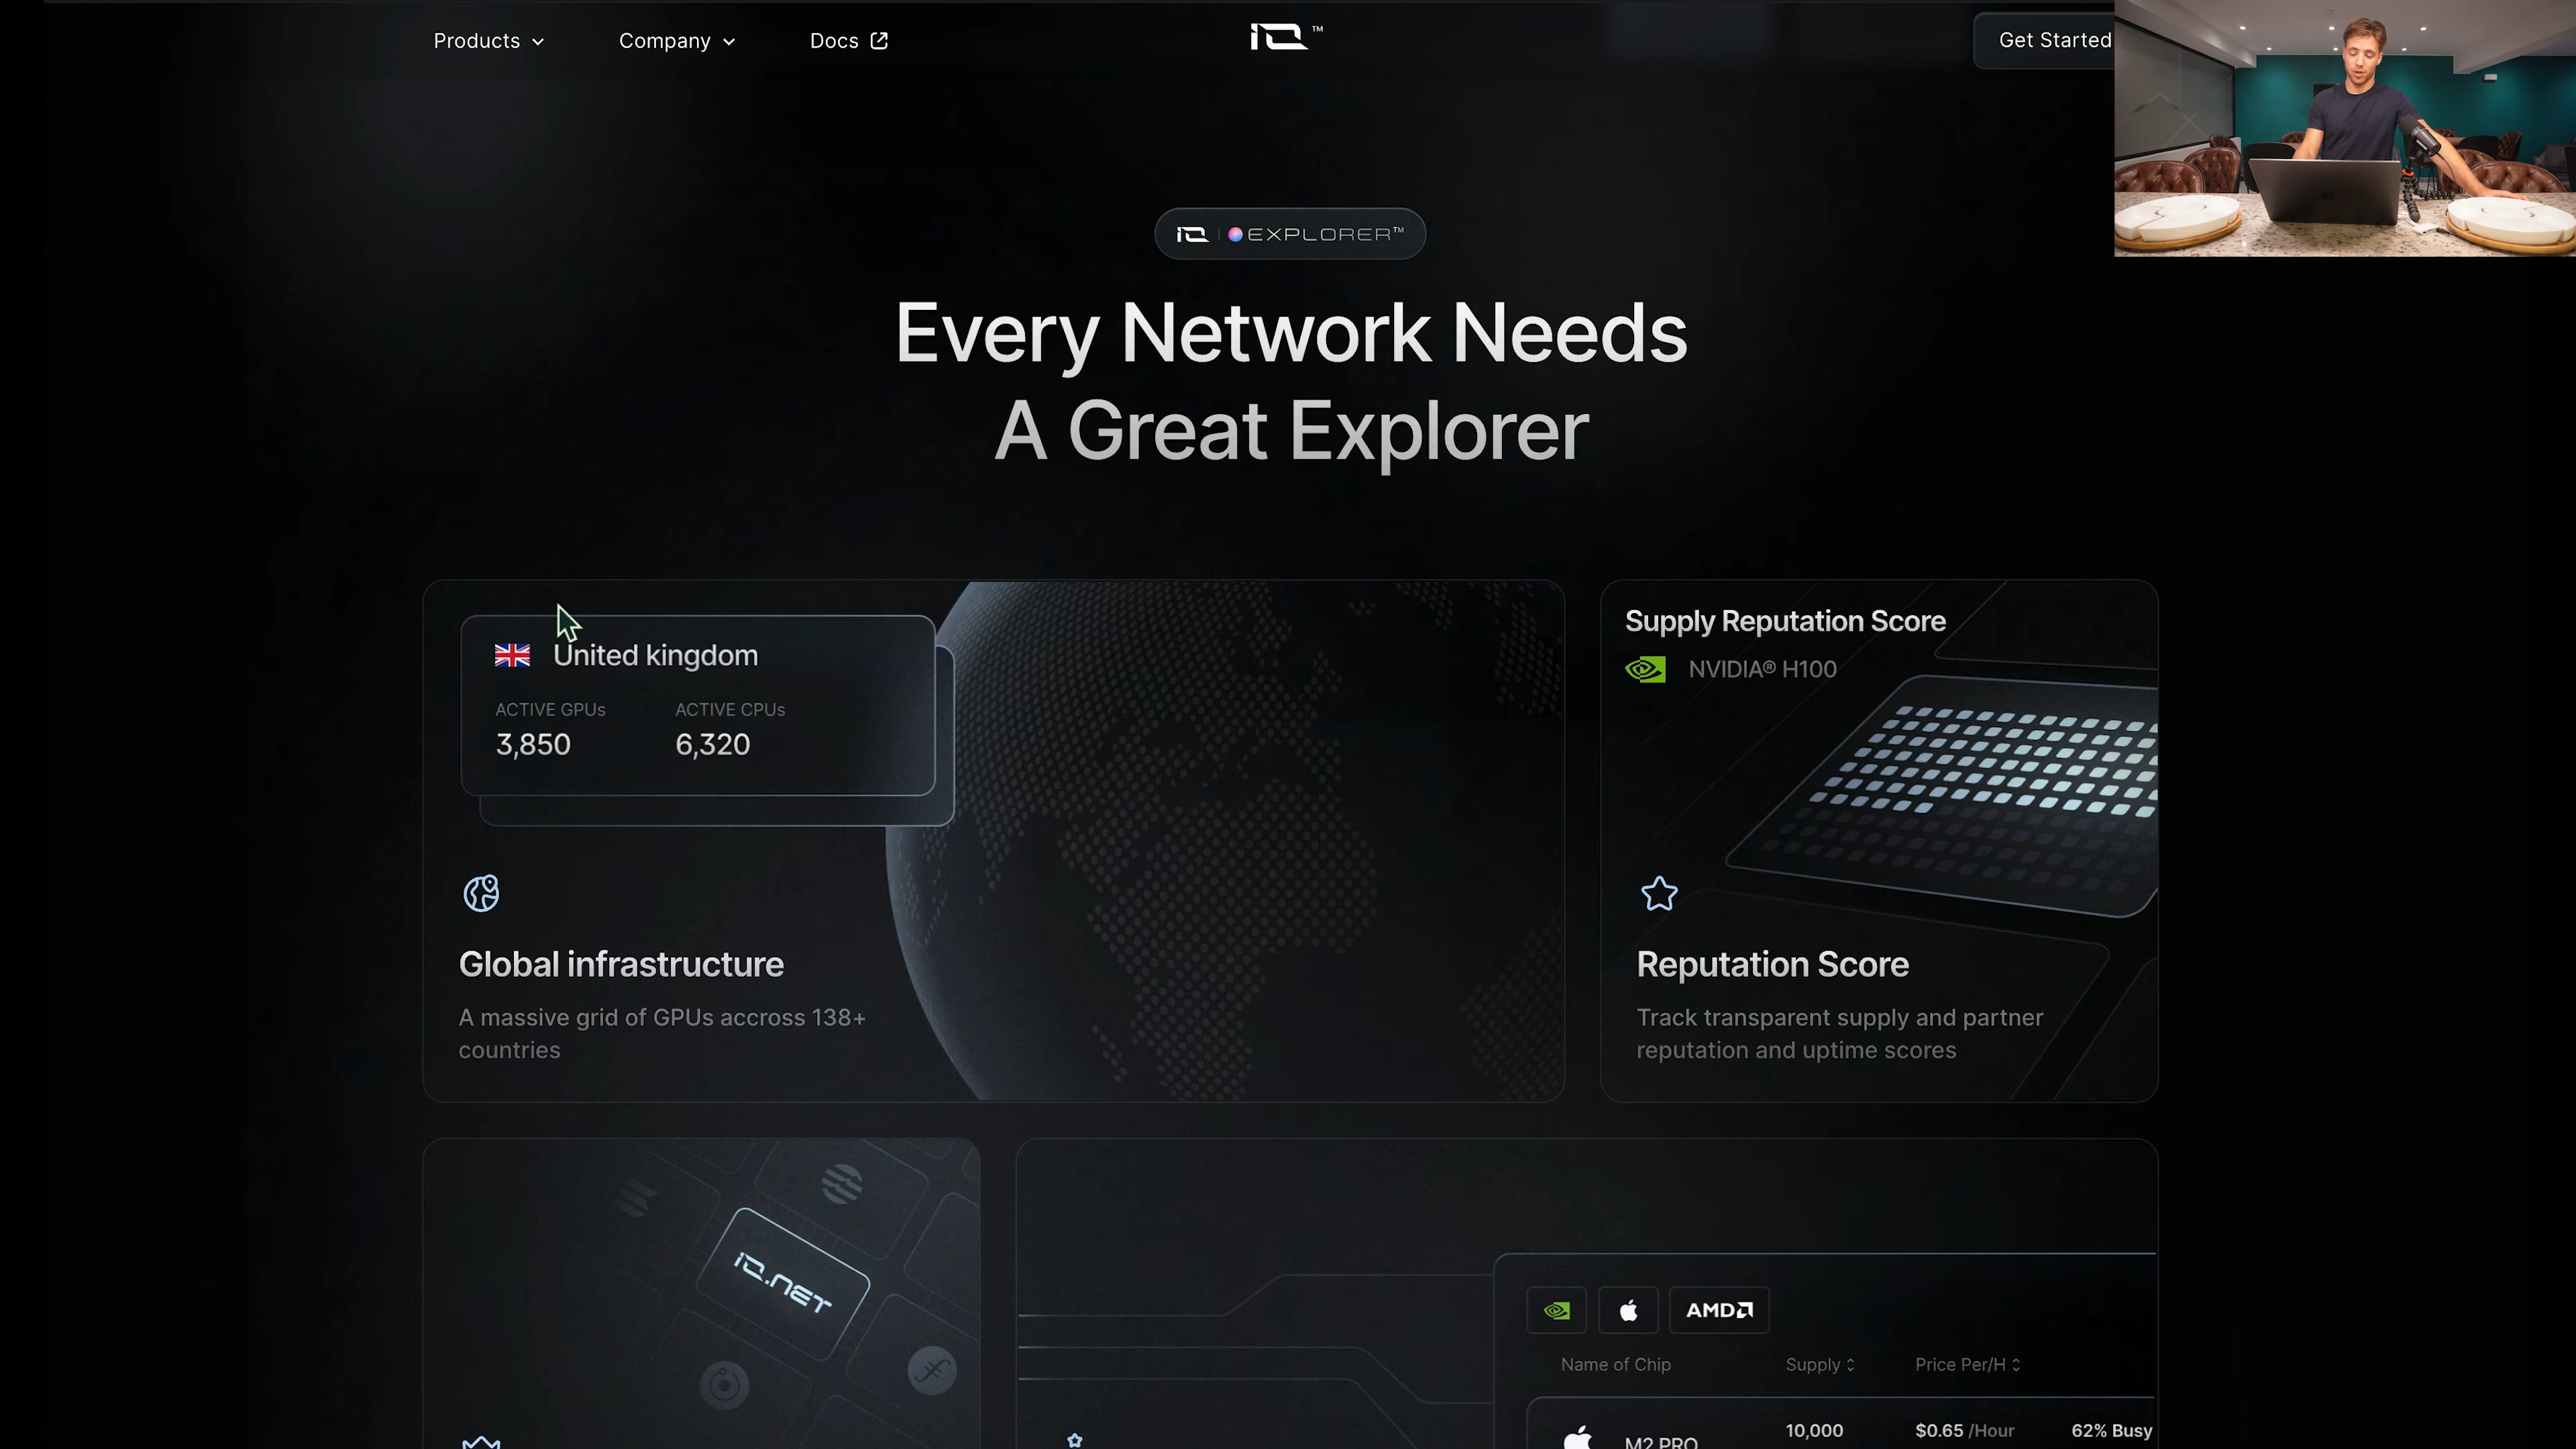 Products
Company
Docs
iO™
Get Started
iO | EXPLORER™
Every Network Needs
A Great Explorer
United kingdom
ACTIVE GPUs
ACTIVE CPUs
3,850
6,320
Global infrastructure
A massive grid of GPUs accross 138+
countries
Supply Reputation Score
NVIDIA® H100
Reputation Score
Track transparent supply and partner
reputation and uptime scores
iO.NET
AMD
Name of Chip
Supply
Price Per/H
M2 PRO
10,000
$0.65 /Hour
62% Busy